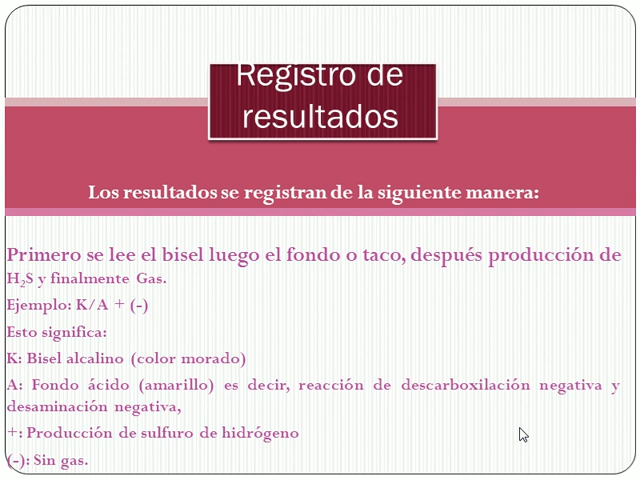 Registro de
resultados
Los resultados se registran de la siguiente manera:
Primero se lee el bisel luego el fondo o taco, después producción de
H₂S y finalmente Gas.
Ejemplo: K/A + (-)
Esto significa:
K: Bisel alcalino (color morado)
A: Fondo ácido (amarillo) es decir, reacción de descarboxilación negativa y
desaminación negativa,
+: Producción de sulfuro de hidrógeno
(-): Sin gas.